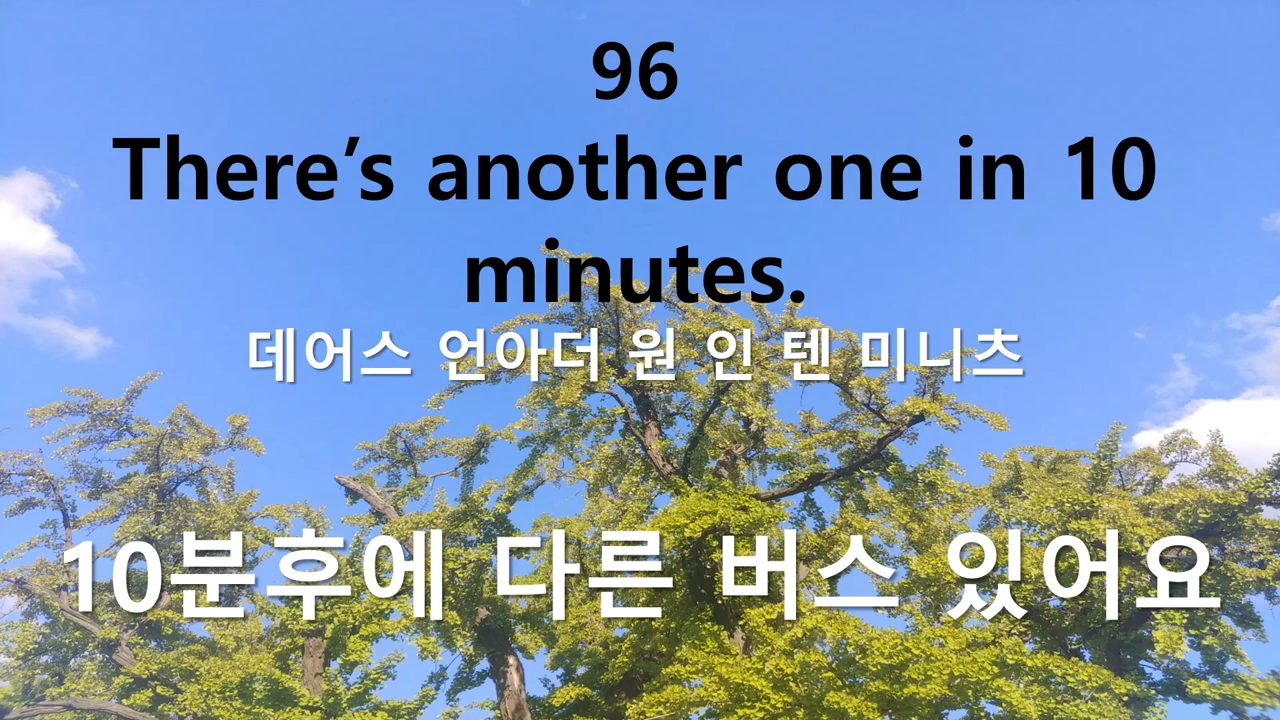 96
There’s another one in 10
minutes.
데어스 언아더 원 인 텐 미니츠
10분후에 다른 버스 있어요